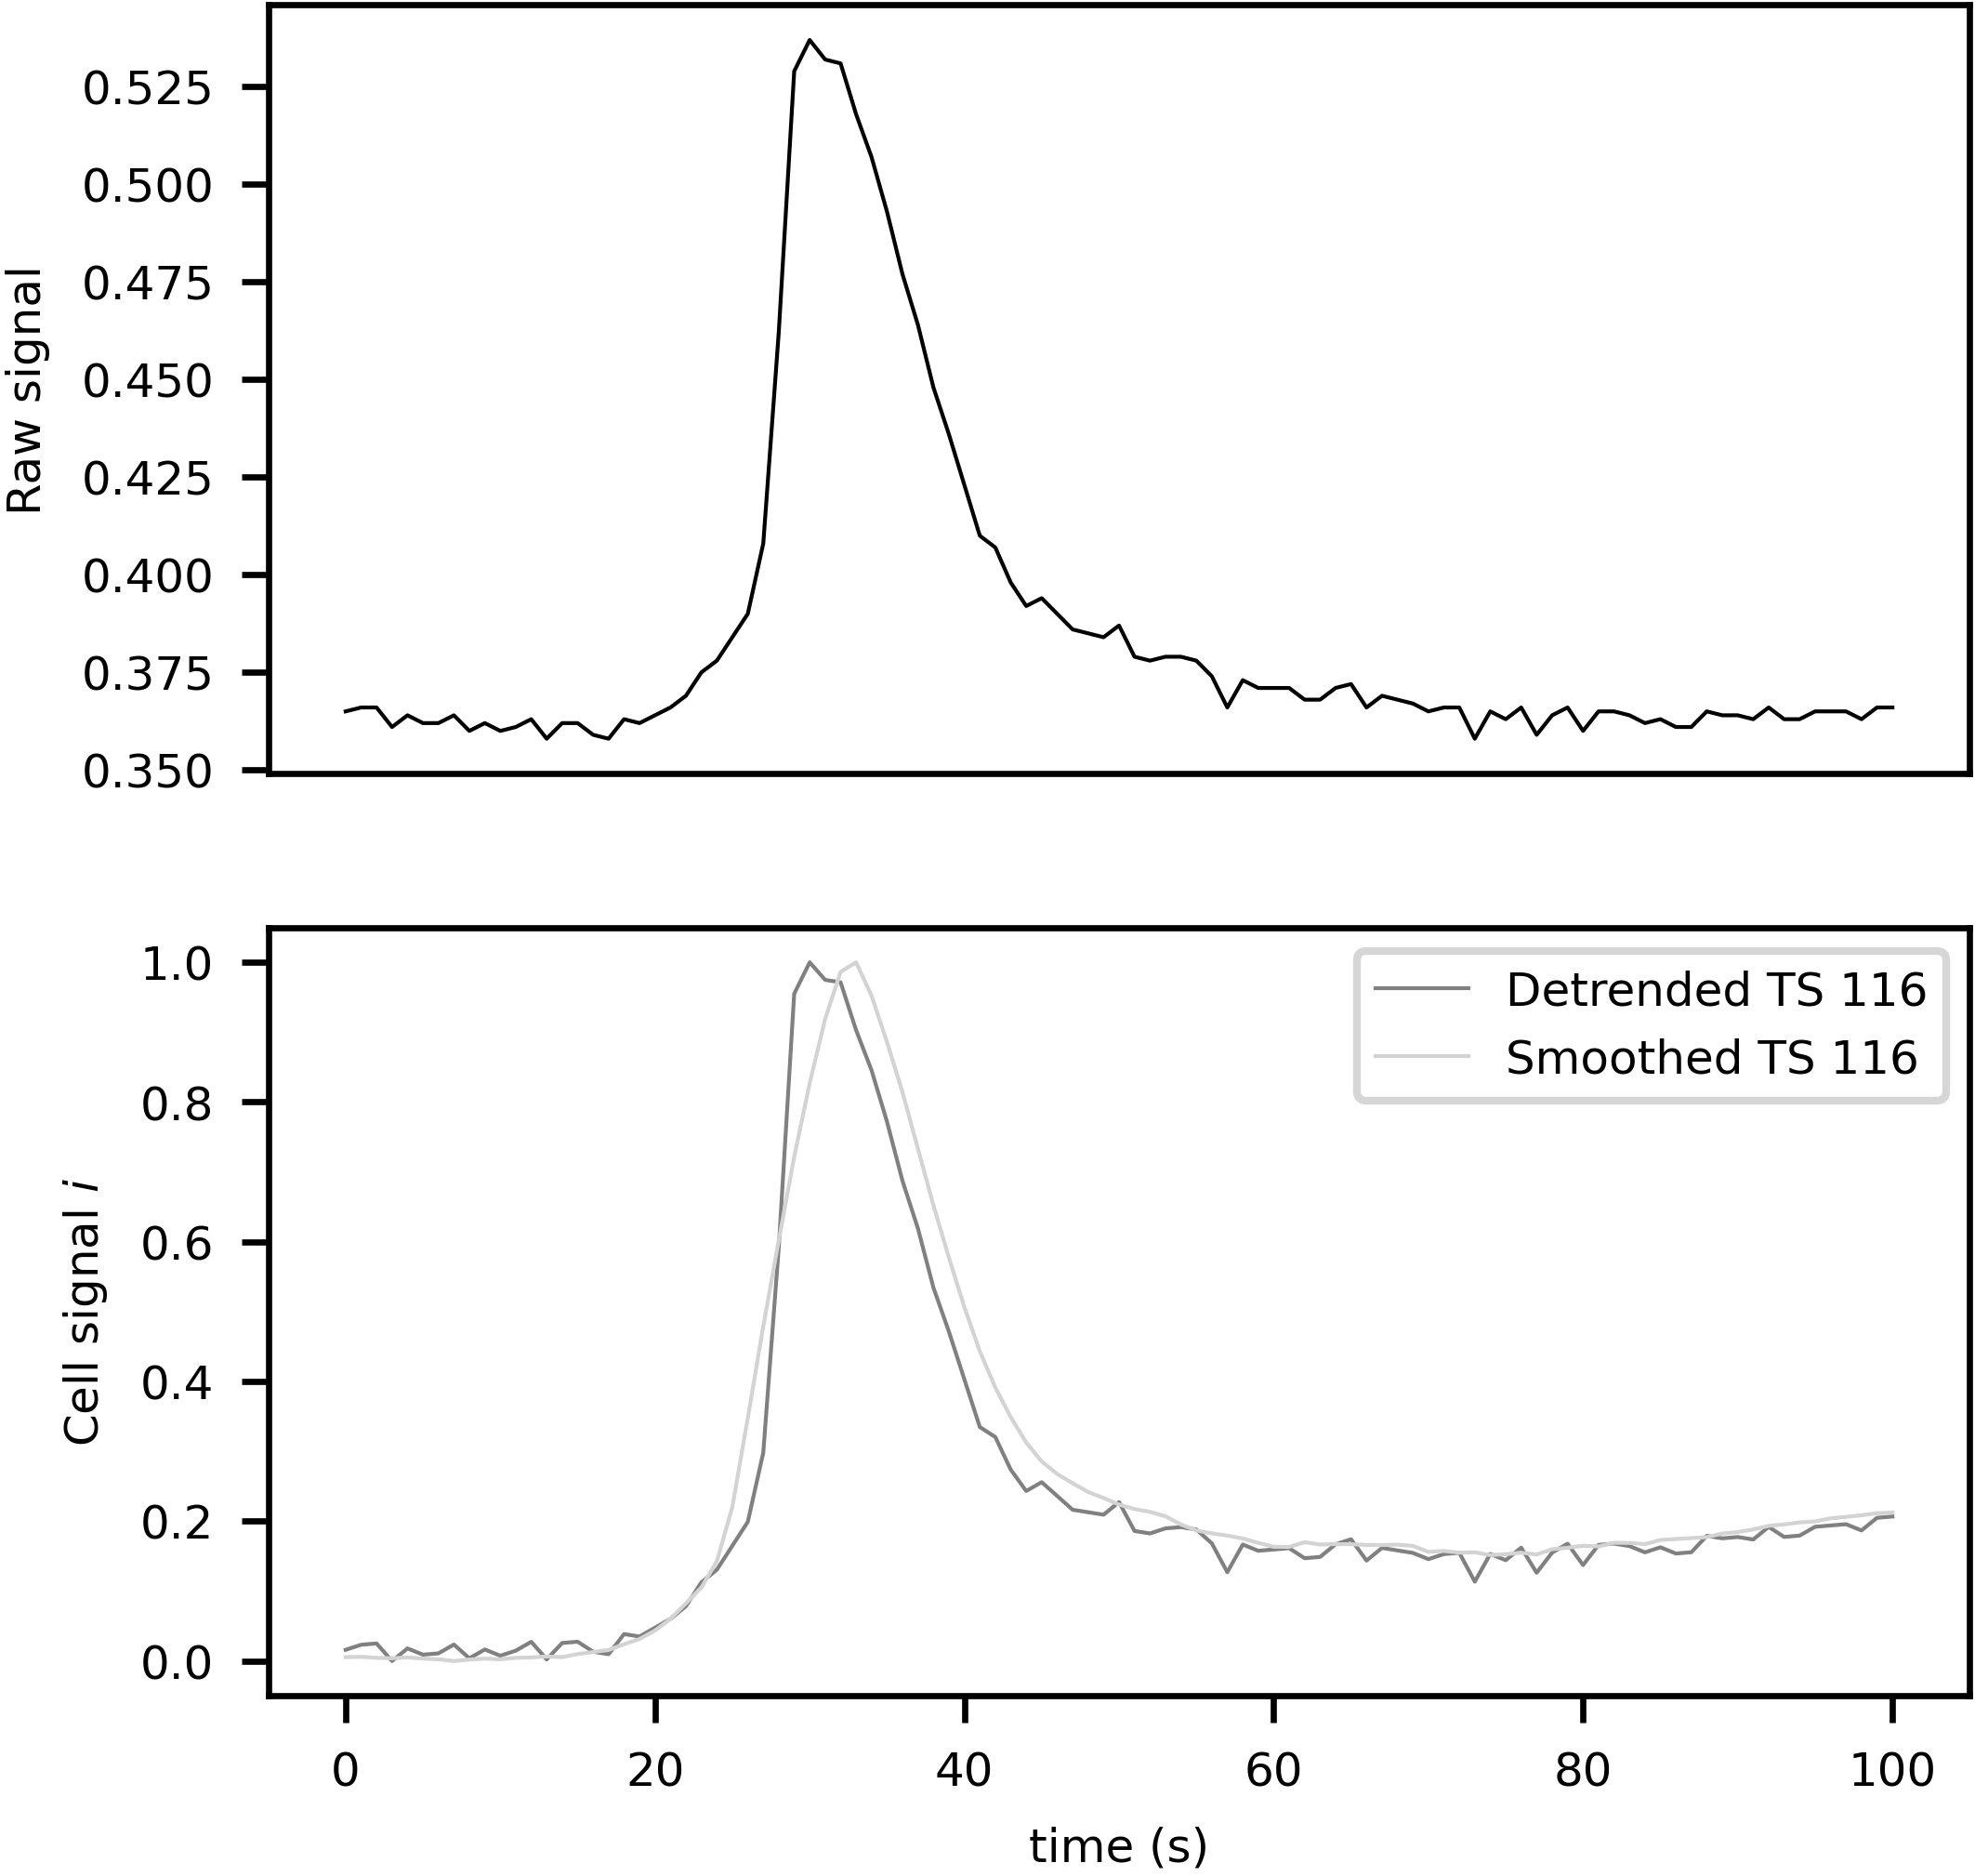 Raw signal
0.525
0.500
0.475
0.450
0.425
0.400
0.375
0.350
Cell signal i
1.0
0.8
0.6
0.4
0.2
0.0
Detrended TS 116
Smoothed TS 116
0 20 40 60 80 100
time (s)